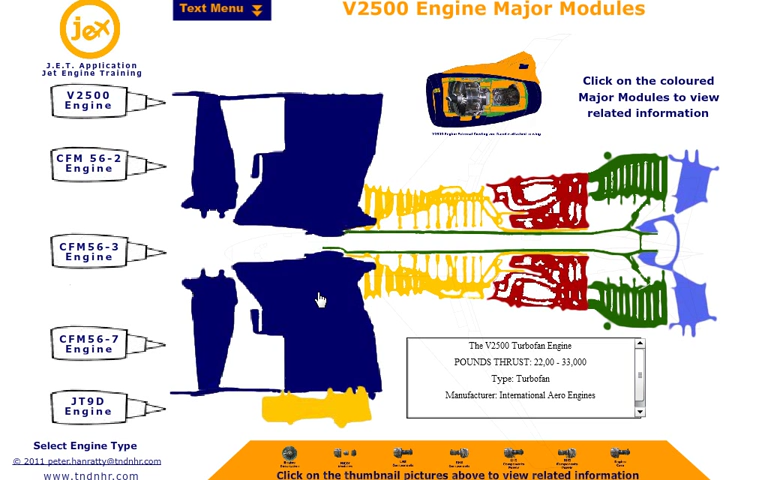 V2500 Engine Major Modules
Text Menu
jet
J.E.T. Application
Jet Engine Training
V2500
Engine
CFM 56-2
Engine
CFM56-3
Engine
CFM56-7
Engine
JT9D
Engine
Select Engine Type
© 2011 peter.hanratty@tndnhr.com
www.tndnhr.com
Click on the coloured
Major Modules to view
related information
The V2500 Turbofan Engine
POUNDS THRUST: 22,00 - 33,000
Type: Turbofan
Manufacturer: International Aero Engines
Click on the thumbnail pictures above to view related information